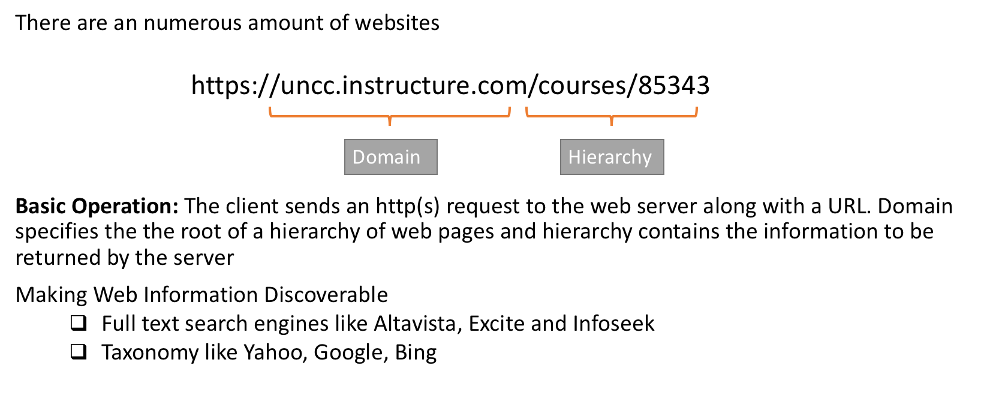 There are an numerous amount of websites
https://uncc.instructure.com/courses/85343
Domain
Hierarchy
Basic Operation: The client sends an http(s) request to the web server along with a URL. Domain
specifies the the root of a hierarchy of web pages and hierarchy contains the information to be
returned by the server
Making Web Information Discoverable
❑ Full text search engines like Altavista, Excite and Infoseek
❑ Taxonomy like Yahoo, Google, Bing